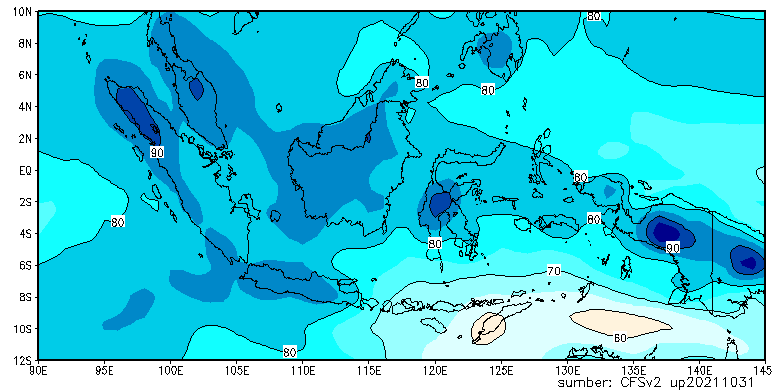 10N
80
8N
6N
80
80
4N
2N
90
EQ
80
2S
80
80
4S
80
90
6S
70
8S
10S
60
80
12S
90E 95E 100E 105E 110E 115E 120E 125E 130E 135E 140E 145
sumber: CFSv2 up20211031